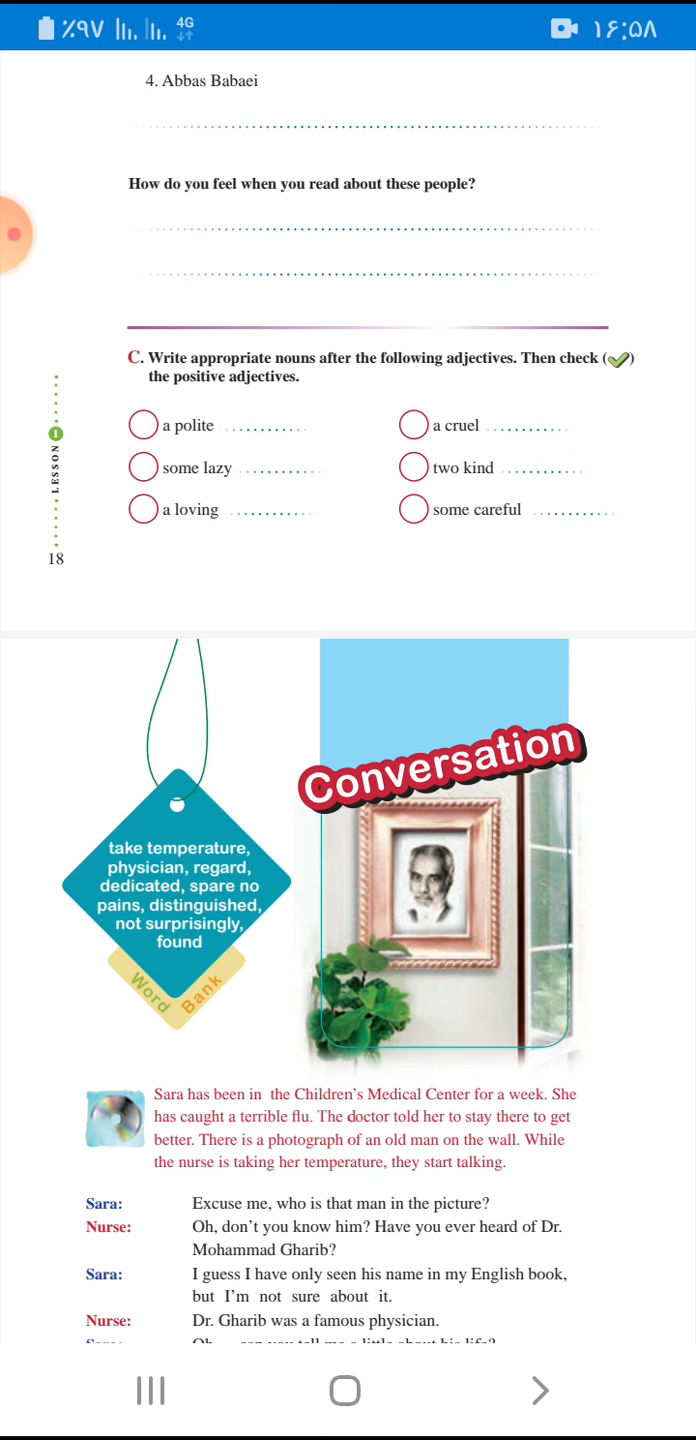 ٪۹۷ 4G ۱۶:۵۸
4. Abbas Babaei
How do you feel when you read about these people?
C. Write appropriate nouns after the following adjectives. Then check (✓)
the positive adjectives.
a polite ............ a cruel ............
some lazy ............ two kind ............
a loving ............ some careful ............
LESSON 1
18
Conversation
take temperature,
physician, regard,
dedicated, spare no
pains, distinguished,
not surprisingly,
found
Word Bank
Sara has been in the Children’s Medical Center for a week. She
has caught a terrible flu. The doctor told her to stay there to get
better. There is a photograph of an old man on the wall. While
the nurse is taking her temperature, they start talking.
Sara: Excuse me, who is that man in the picture?
Nurse: Oh, don’t you know him? Have you ever heard of Dr.
Mohammad Gharib?
Sara: I guess I have only seen his name in my English book,
but I’m not sure about it.
Nurse: Dr. Gharib was a famous physician.